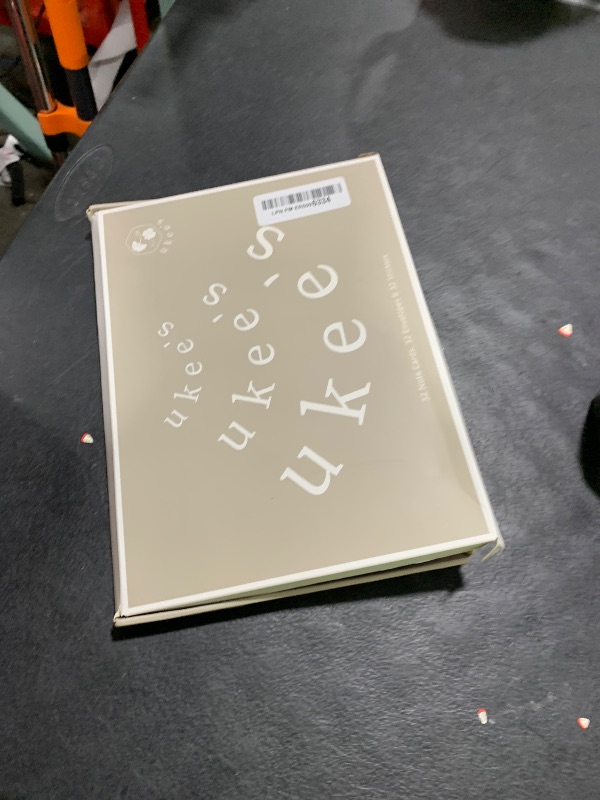 ukee's
ukee's
ukee's
32 Note Cards, 32 Envelopes & 32 Stickers